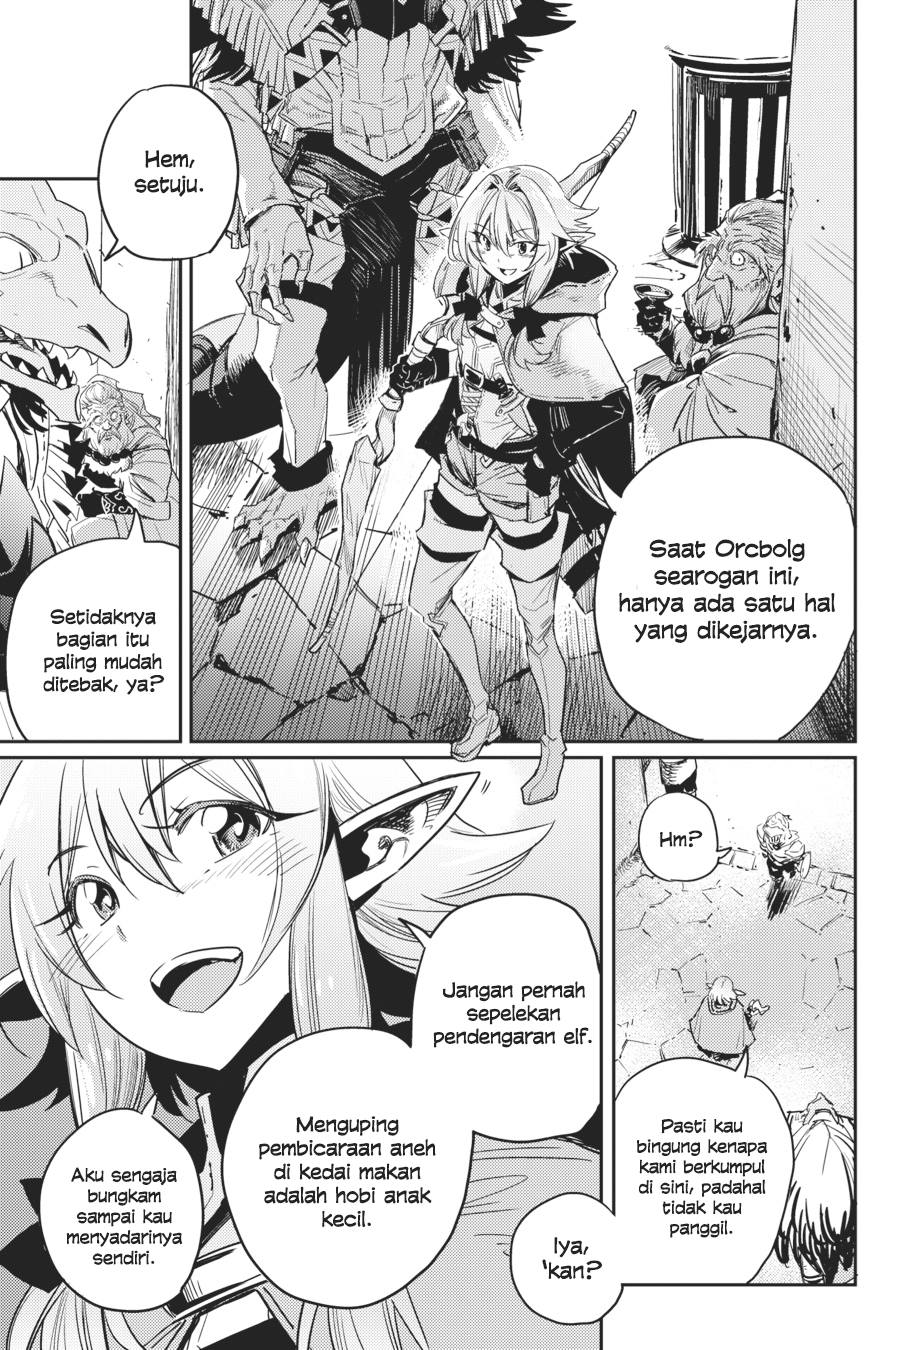 Saat Orcbolg
searogan ini,
hanya ada satu hal
yang dikejarnya.
Hem,
setuju.
Setidaknya
bagian itu
paling mudah
ditebak, ya?
Hm?
Pasti kau
bingung kenapa
kami berkumpul
di sini, padahal
tidak kau
panggil.
Iya,
'kan?
Jangan pernah
sepelekan
pendengaran elf.
Menguping
pembicaraan aneh
di kedai makan
adalah hobi anak
kecil.
Aku sengaja
bungkam
sampai kau
menyadarinya
sendiri.